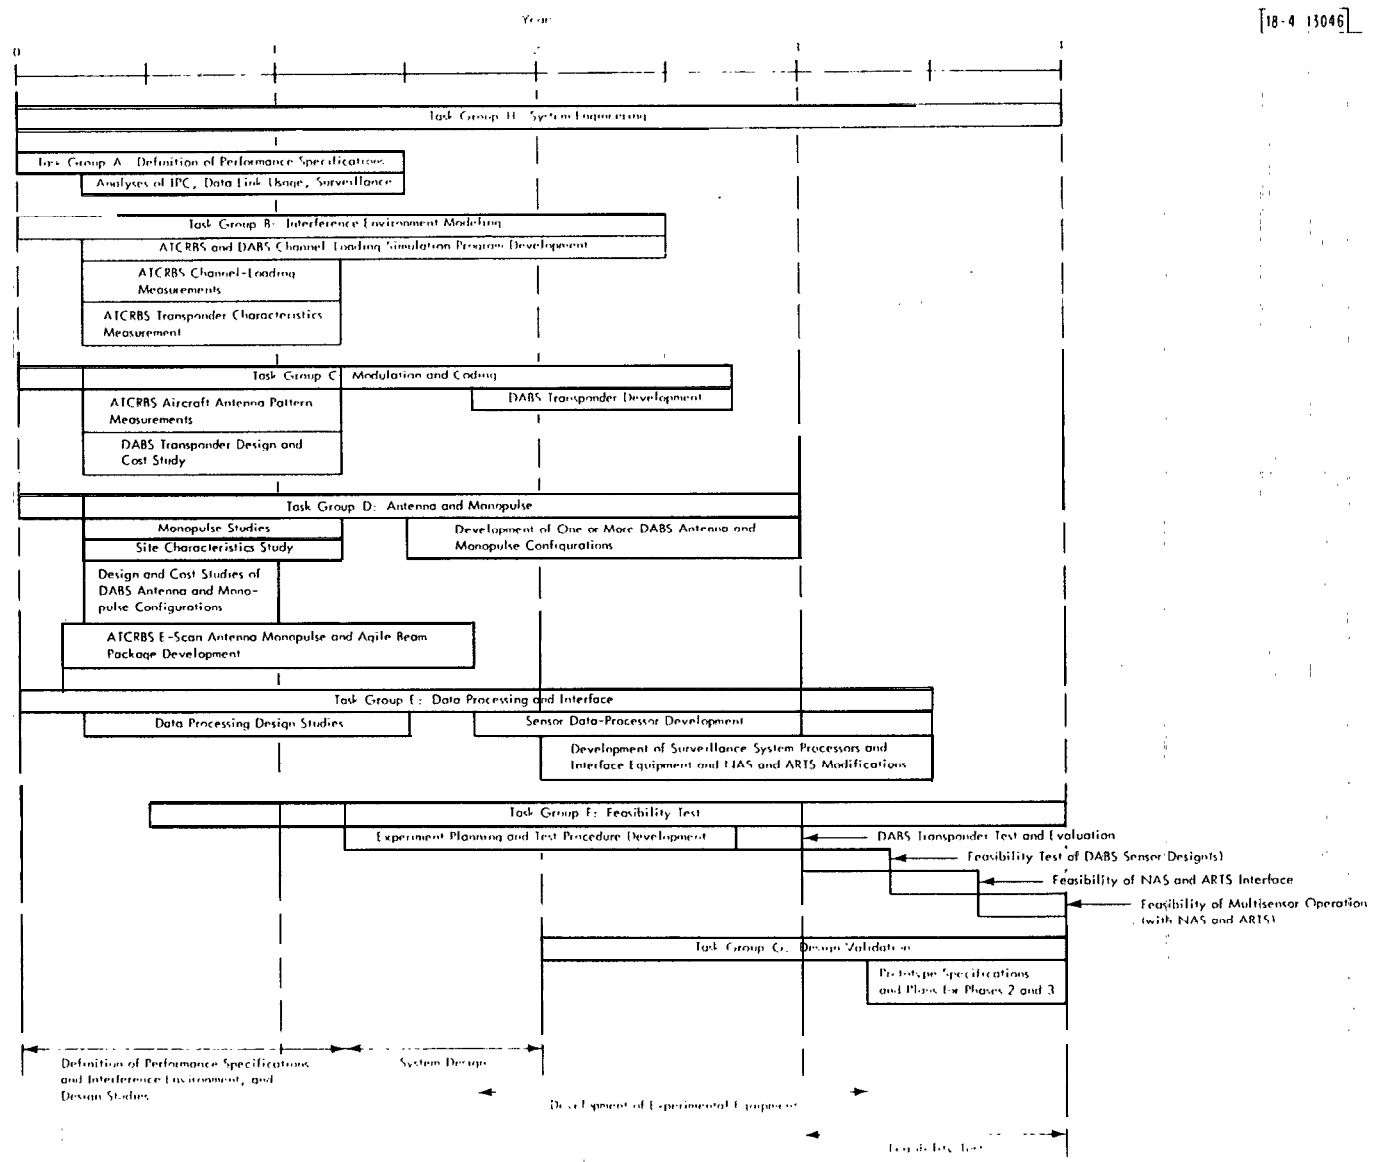 Year
18-4 13046
0
Task Group H: System Engineering
Task Group A: Definition of Performance Specifications
Analyses of IPC, Data Link Usage, Surveillance
Task Group B: Interference Environment Modeling
ATCRBS and DABS Channel-Loading Simulation Program Development
ATCRBS Channel-Loading
Measurements
ATCRBS Transponder Characteristics
Measurement
Task Group C: Modulation and Coding
ATCRBS Aircraft Antenna Pattern
Measurements
DABS Transponder Development
DABS Transponder Design and
Cost Study
Task Group D: Antenna and Monopulse
Monopulse Studies
Site Characteristics Study
Development of One or More DABS Antenna and
Monopulse Configurations
Design and Cost Studies of
DABS Antenna and Mono-
pulse Configurations
ATCRBS E-Scan Antenna Monopulse and Agile Beam
Package Development
Task Group E: Data Processing and Interface
Data Processing Design Studies
Sensor Data-Processor Development
Development of Surveillance System Processors and
Interface Equipment and NAS and ARTS Modifications
Task Group F: Feasibility Test
Experiment Planning and Test Procedure Development
DABS Transponder Test and Evaluation
Feasibility Test of DABS Sensor Design(s)
Feasibility of NAS and ARTS Interface
Feasibility of Multisensor Operation
(with NAS and ARTS)
Task Group G: Design Validation
Prototype Specifications
and Plans for Phases 2 and 3
Definition of Performance Specifications
and Interference Environment, and
Design Studies
System Design
Development of Experimental Equipment
Feasibility Test